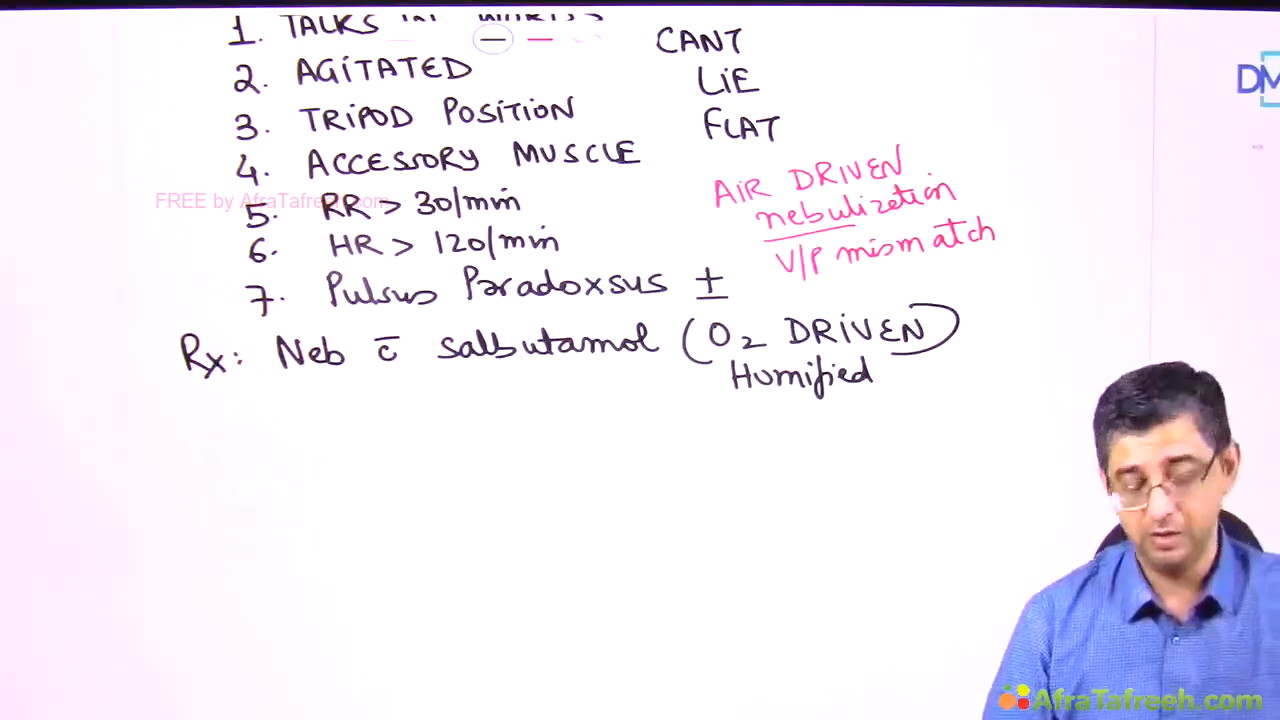 1. TALKS
2. AGITATED
3. TRIPOD POSITION
4. ACCESSORY MUSCLE
5. RR > 30/min
6. HR > 120/min
7. Pulsus Paradoxsus ±
CANT
LIE
FLAT
AIR DRIVEN
nebulization
V/P mismatch
Rx: Neb c̄ salbutamol (O2 DRIVEN)
Humified
FREE by AfraTafreeh.com
DM
AfraTafreeh.com